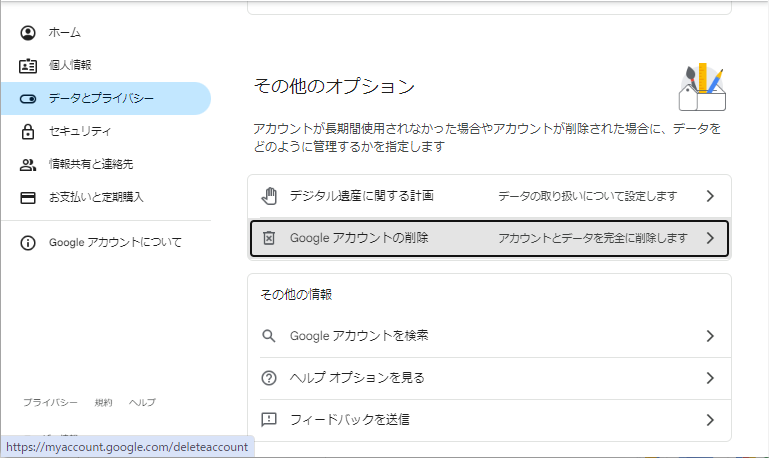 ホーム
個人情報
データとプライバシー
セキュリティ
情報共有と連絡先
お支払いと定期購入
Google アカウントについて
プライバシー 規約 ヘルプ
https://myaccount.google.com/deleteaccount
その他のオプション
アカウントが長期間使用されなかった場合やアカウントが削除された場合に、データを
どのように管理するかを指定します
デジタル遺産に関する計画 データの取り扱いについて設定します
Google アカウントの削除 アカウントとデータを完全に削除します
その他の情報
Google アカウントを検索
ヘルプ オプションを見る
フィードバックを送信